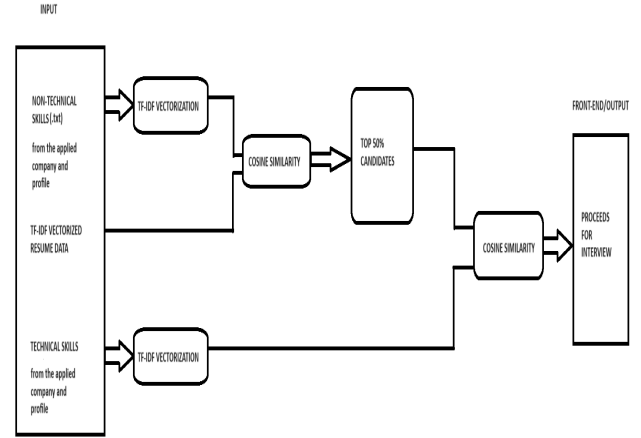 INPUT
NON-TECHNICAL
SKILLS(.txt)
from the applied
company and
profile
TF-IDF VECTORIZED
RESUME DATA
TECHNICAL SKILLS
from the applied
company and
profile
TF-IDF VECTORIZATION
TF-IDF VECTORIZATION
COSINE SIMILARITY
TOP 50%
CANDIDATES
COSINE SIMILARITY
FRONT-END/OUTPUT
PROCEEDS
FOR
INTERVIEW